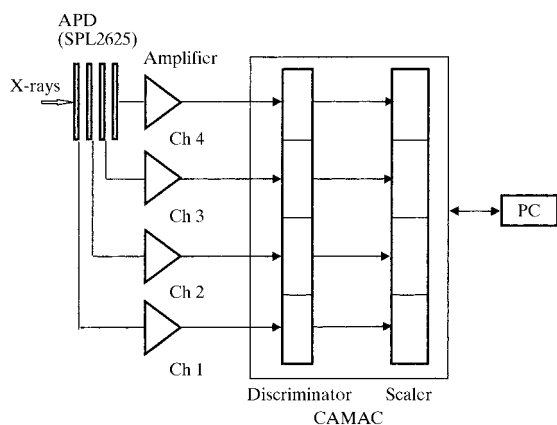 APD
(SPL2625)
Amplifier
X-rays
Ch 4
Ch 3
PC
Ch 2
Ch 1
Discriminator
Scaler
CAMAC